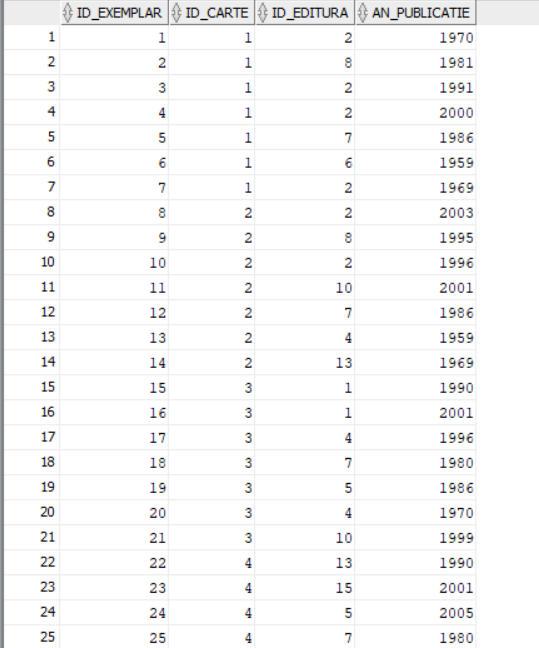 ID_EXEMPLAR ID_CARTE ID_EDITURA AN_PUBLICATIE
1 1 1 2 1970
2 2 1 8 1981
3 3 1 2 1991
4 4 1 2 2000
5 5 1 7 1986
6 6 1 6 1959
7 7 1 2 1969
8 8 2 2 2003
9 9 2 8 1995
10 10 2 2 1996
11 11 2 10 2001
12 12 2 7 1986
13 13 2 4 1959
14 14 2 13 1969
15 15 3 1 1990
16 16 3 1 2001
17 17 3 4 1996
18 18 3 7 1980
19 19 3 5 1986
20 20 3 4 1970
21 21 3 10 1999
22 22 4 13 1990
23 23 4 15 2001
24 24 4 5 2005
25 25 4 7 1980